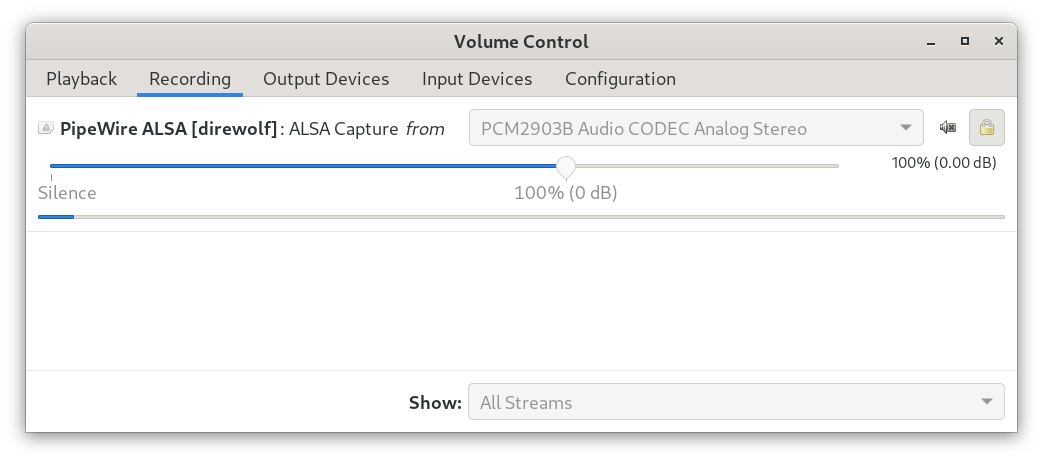 Volume Control
Playback Recording Output Devices Input Devices Configuration
PipeWire ALSA [direwolf]: ALSA Capture from PCM2903B Audio CODEC Analog Stereo
100% (0.00 dB)
Silence 100% (0 dB)
Show: All Streams